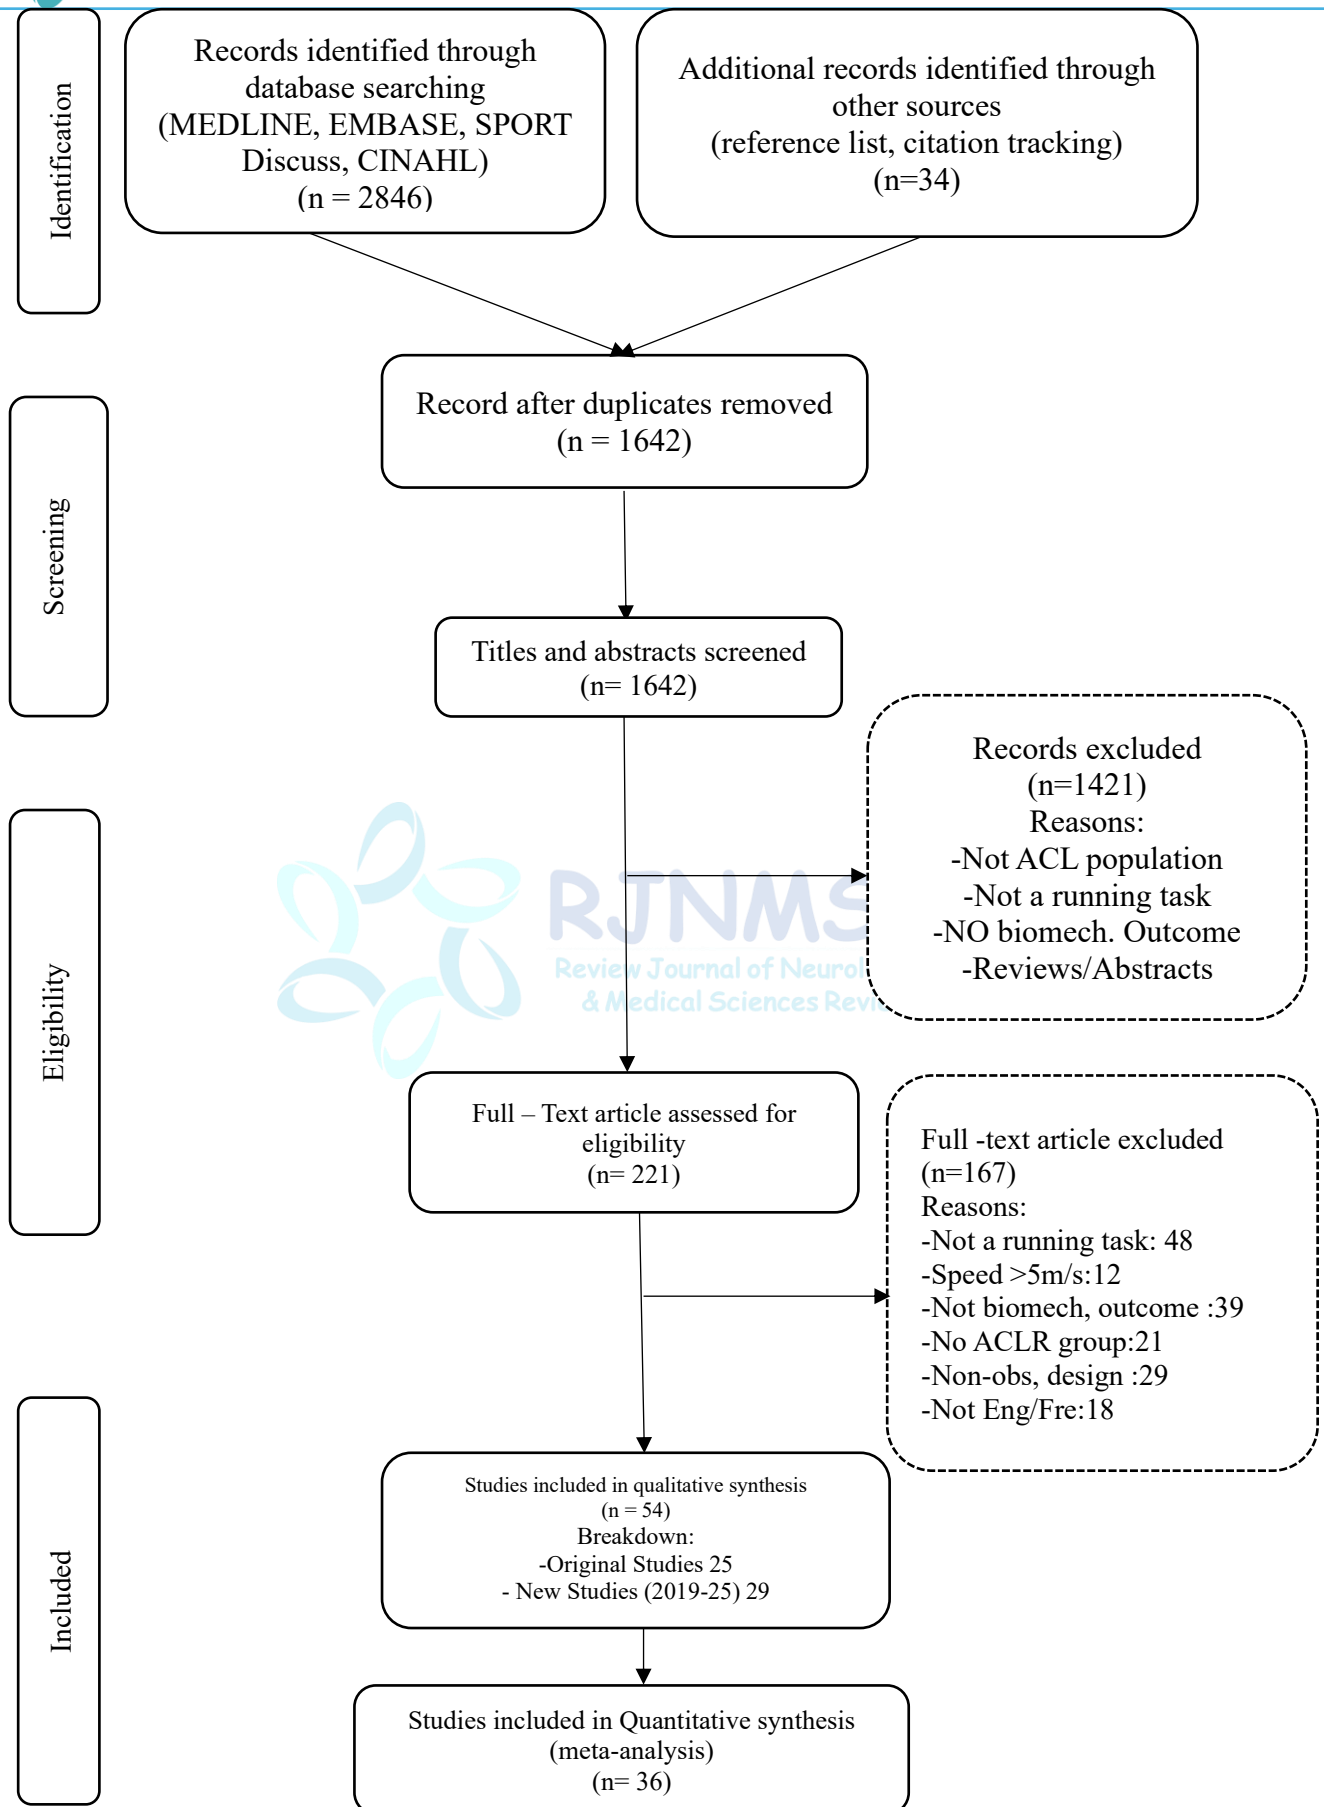 Identification
Records identified through
database searching
(MEDLINE, EMBASE, SPORT
Discuss, CINAHL)
(n = 2846)
Additional records identified through
other sources
(reference list, citation tracking)
(n=34)
Screening
Record after duplicates removed
(n = 1642)
Titles and abstracts screened
(n= 1642)
Records excluded
(n=1421)
Reasons:
-Not ACL population
-Not a running task
-NO biomech. Outcome
-Reviews/Abstracts
RJNMS
Review Journal of
& Medical Sciences
Eligibility
Full – Text article assessed for
eligibility
(n= 221)
Full -text article excluded
(n=167)
Reasons:
-Not a running task: 48
-Speed >5m/s:12
-Not biomech, outcome :39
-No ACLR group:21
-Non-obs, design :29
-Not Eng/Fre:18
Included
Studies included in qualitative synthesis
(n = 54)
Breakdown:
-Original Studies 25
- New Studies (2019-25) 29
Studies included in Quantitative synthesis
(meta-analysis)
(n= 36)